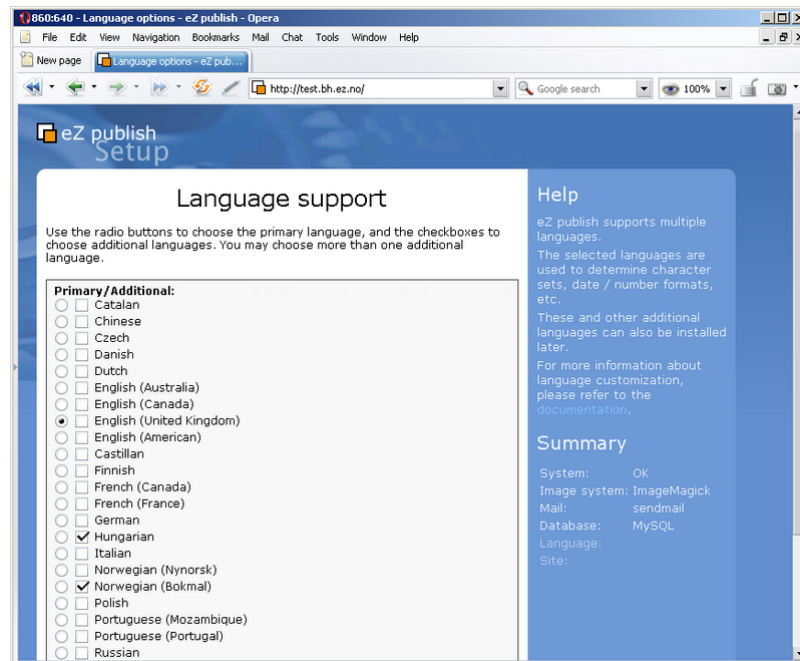 860:640 - Language options - eZ publish - Opera
File Edit View Navigation Bookmarks Mail Chat Tools Window Help
New page Language options - eZ pub...
http://test.bh.ez.no/ Google search 100%
eZ publish
Setup
Language support
Use the radio buttons to choose the primary language, and the checkboxes to
choose additional languages. You may choose more than one additional
language.
Primary/Additional:
Catalan
Chinese
Czech
Danish
Dutch
English (Australia)
English (Canada)
English (United Kingdom)
English (American)
Castillan
Finnish
French (Canada)
French (France)
German
Hungarian
Italian
Norwegian (Nynorsk)
Norwegian (Bokmal)
Polish
Portuguese (Mozambique)
Portuguese (Portugal)
Russian
Help
eZ publish supports multiple
languages.
The selected languages are
used to determine character
sets, date / number formats,
etc.
These and other additional
languages can also be installed
later.
For more information about
language customization,
please refer to the
documentation.
Summary
System: OK
Image system: ImageMagick
Mail: sendmail
Database: MySQL
Language:
Site: